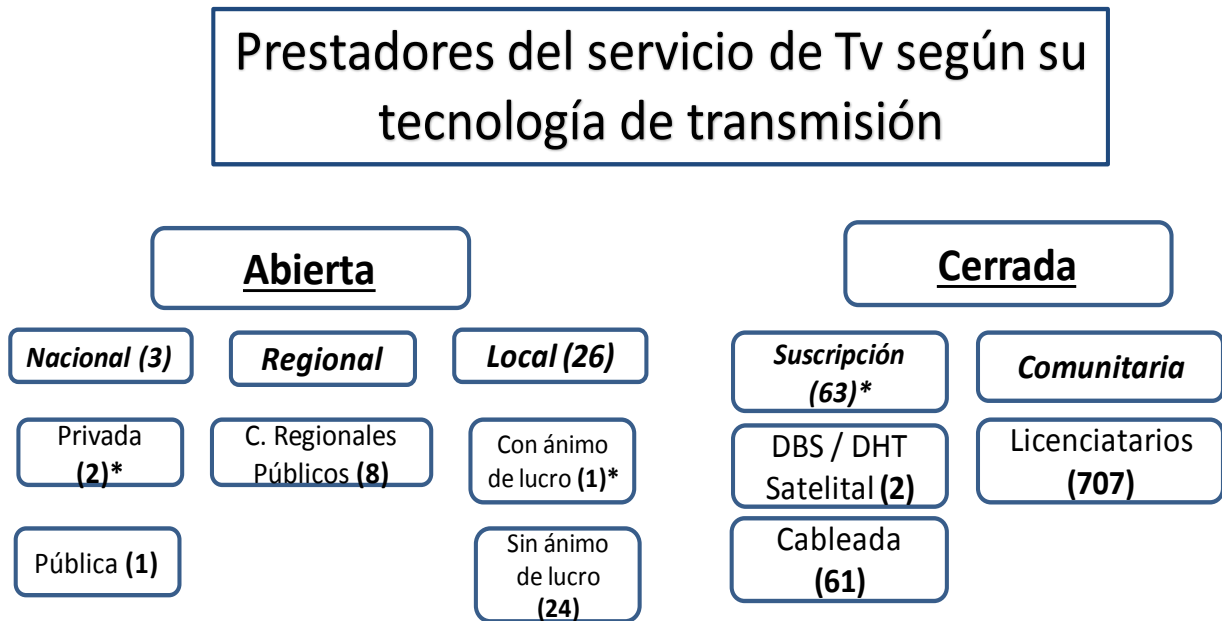 Prestadores del servicio de Tv según su
tecnología de transmisión
Abierta
Cerrada
Nacional (3)
Regional
Local (26)
Suscripción
(63)*
Comunitaria
Privada
(2)*
C. Regionales
Públicos (8)
Con ánimo
de lucro (1)*
DBS / DHT
Satelital (2)
Licenciatarios
(707)
Pública (1)
Sin ánimo
de lucro
(24)
Cableada
(61)